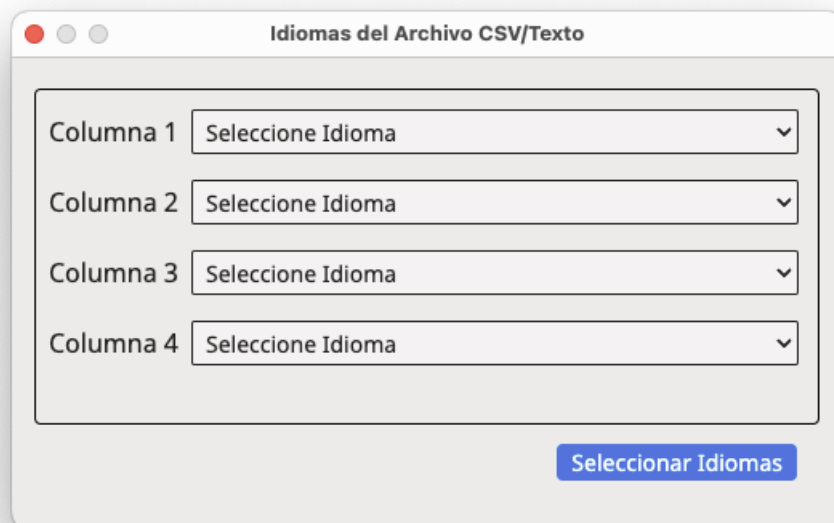 Idiomas del Archivo CSV/Texto
Columna 1 Seleccione Idioma
Columna 2 Seleccione Idioma
Columna 3 Seleccione Idioma
Columna 4 Seleccione Idioma
Seleccionar Idiomas